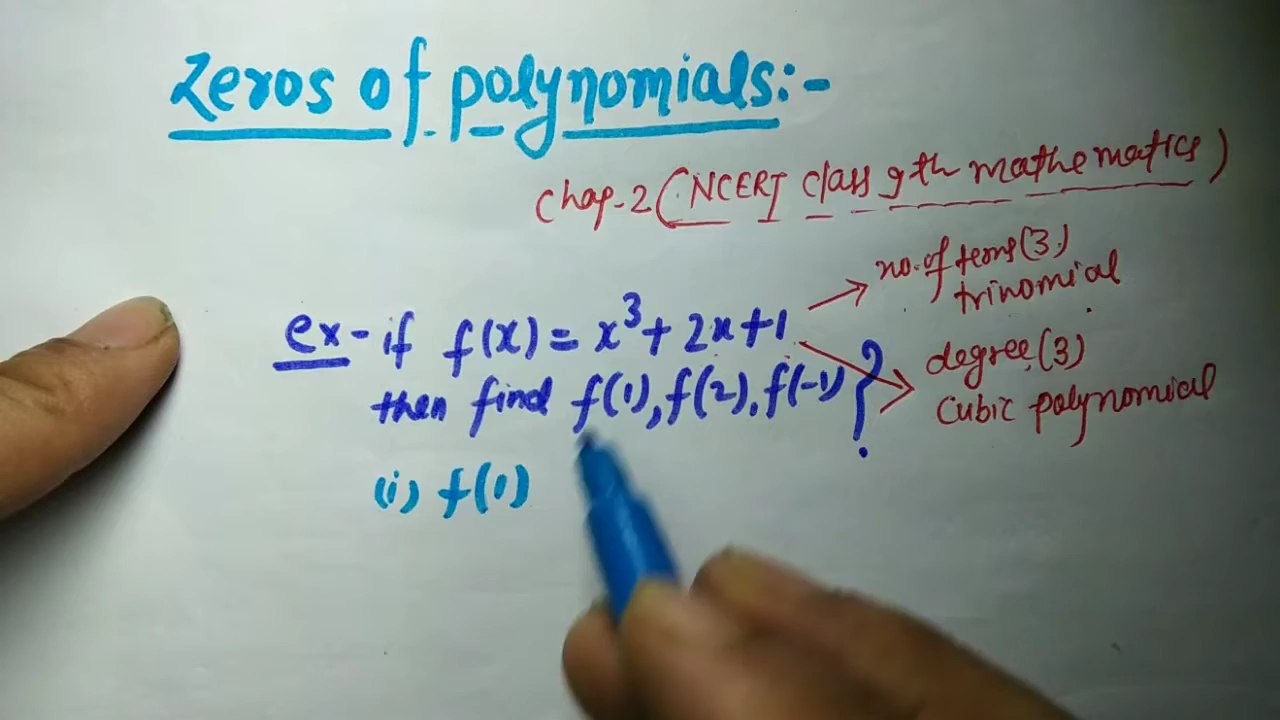 Zeros of polynomials:-
Chap-2 (NCERT class 9th mathematics)
no. of terms (3)
trinomial
ex- if f(x) = x³ + 2x + 1
then find f(1), f(2), f(-1) ?
degree (3)
Cubic polynomial
(i) f(1)